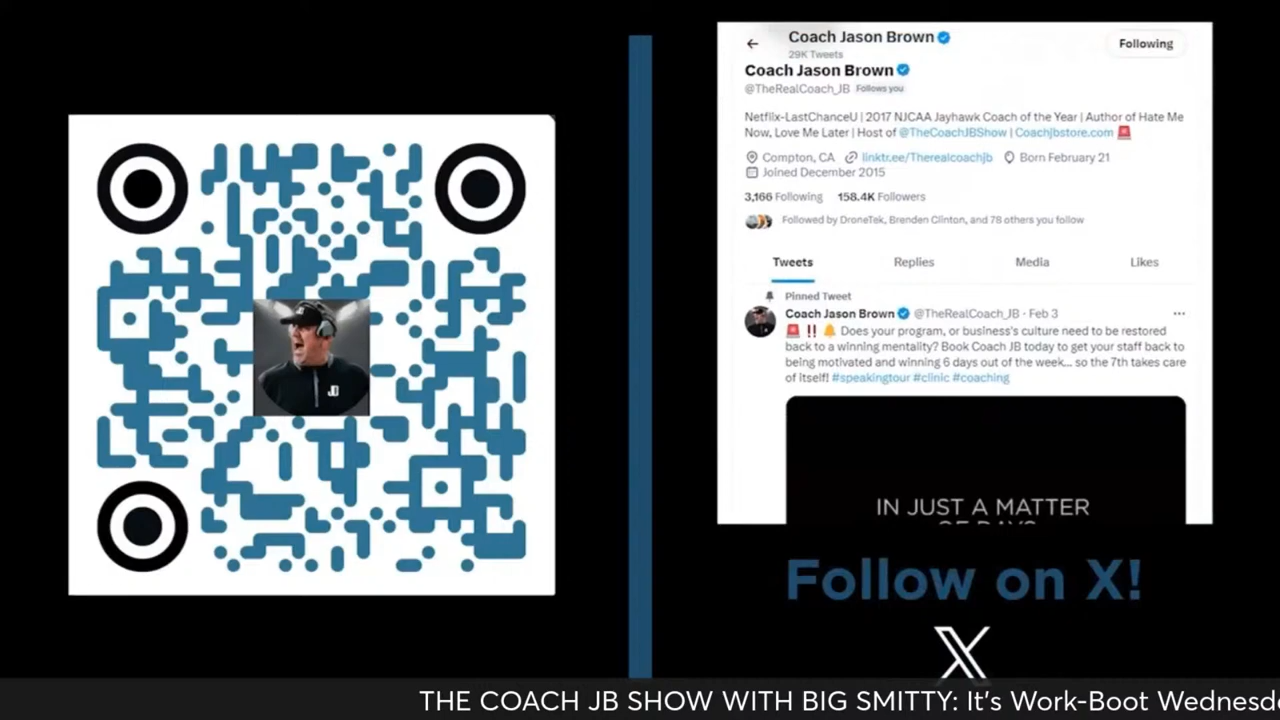 Coach Jason Brown
29K Tweets
Following
Coach Jason Brown
@TheRealCoach_JB Follows you
Netflix-LastChanceU | 2017 NJCAA Jayhawk Coach of the Year | Author of Hate Me
Now, Love Me Later | Host of @TheCoachJBShow | Coachjbstore.com
Compton, CA linktr.ee/Therealcoachjb Born February 21
Joined December 2015
3,166 Following 158.4K Followers
Followed by DroneTek, Brenden Clinton, and 78 others you follow
Tweets Replies Media Likes
Pinned Tweet
Coach Jason Brown @TheRealCoach_JB · Feb 3
🚨 ‼️ 🔔 Does your program, or business's culture need to be restored
back to a winning mentality? Book Coach JB today to get your staff back to
being motivated and winning 6 days out of the week... so the 7th takes care
of itself! #speakingtour #clinic #coaching
IN JUST A MATTER
OF DAYS
Follow on X!
X
THE COACH JB SHOW WITH BIG SMITTY: It's Work-Boot Wednesd